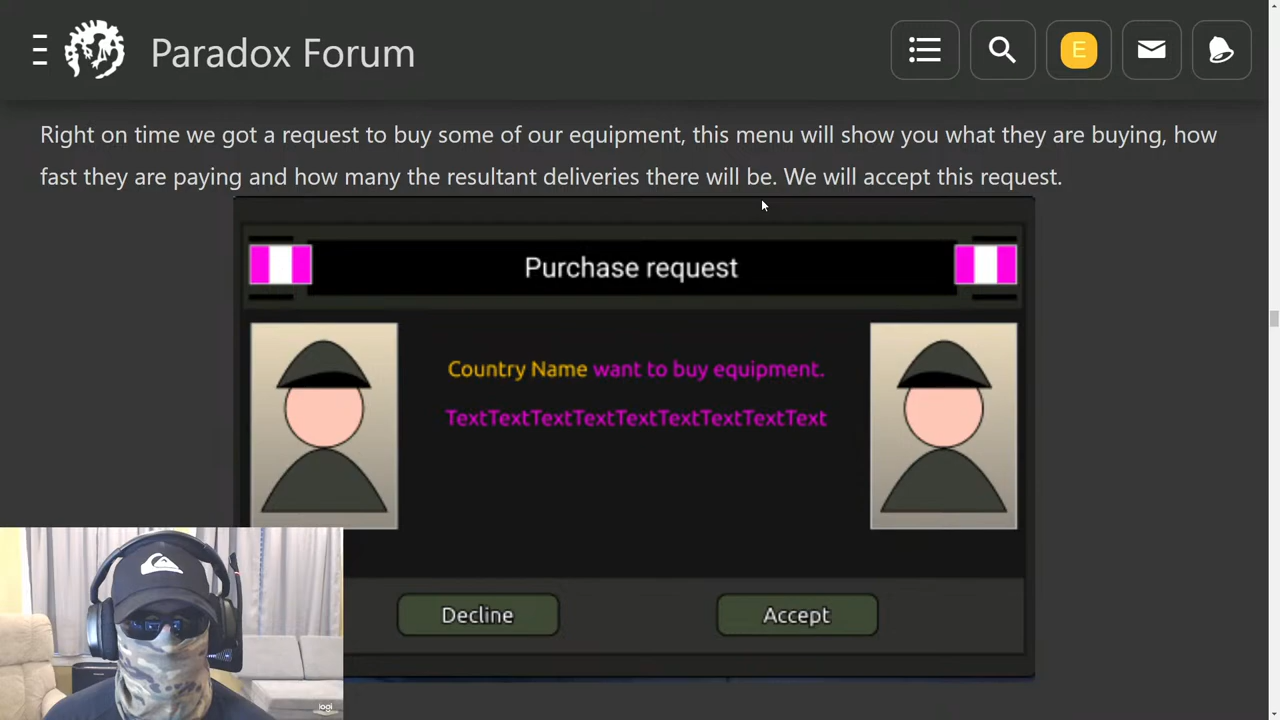 Paradox Forum
E
Right on time we got a request to buy some of our equipment, this menu will show you what they are buying, how
fast they are paying and how many the resultant deliveries there will be. We will accept this request.
Purchase request
Country Name want to buy equipment.
TextTextTextTextTextTextTextTextText
Decline
Accept
logi